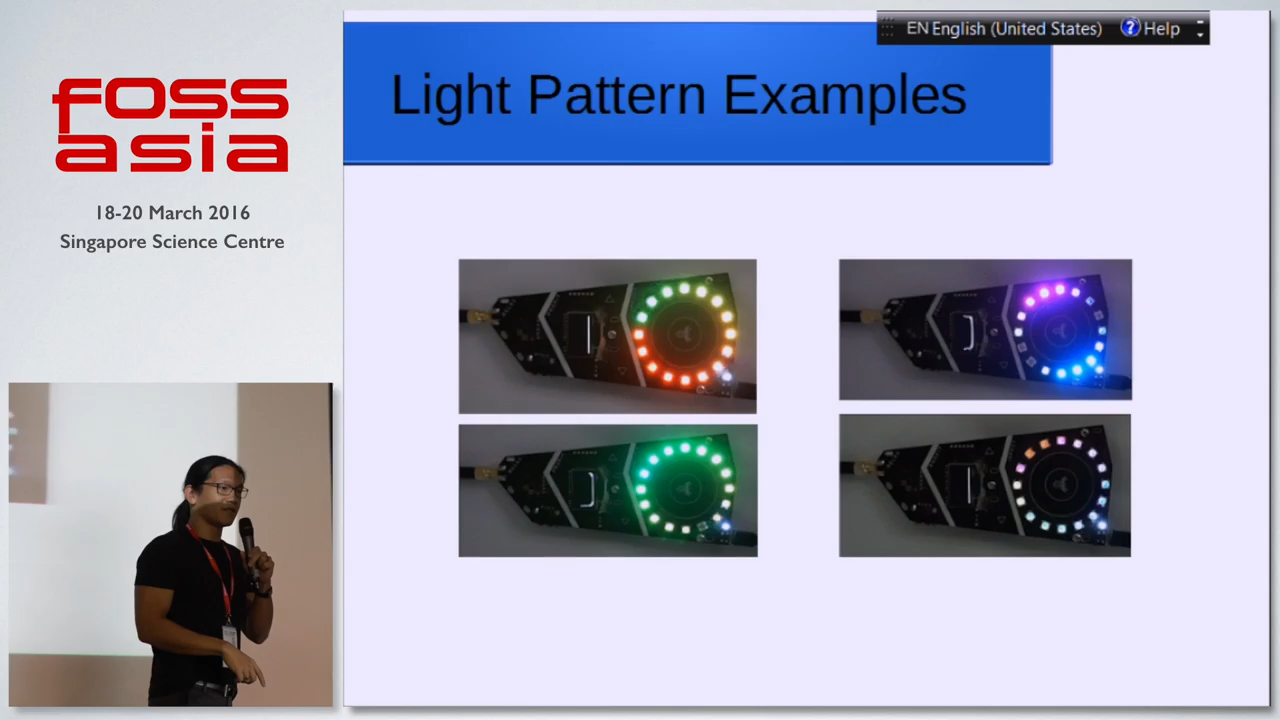 foss
asia
18-20 March 2016
Singapore Science Centre
EN English (United States) ? Help
Light Pattern Examples